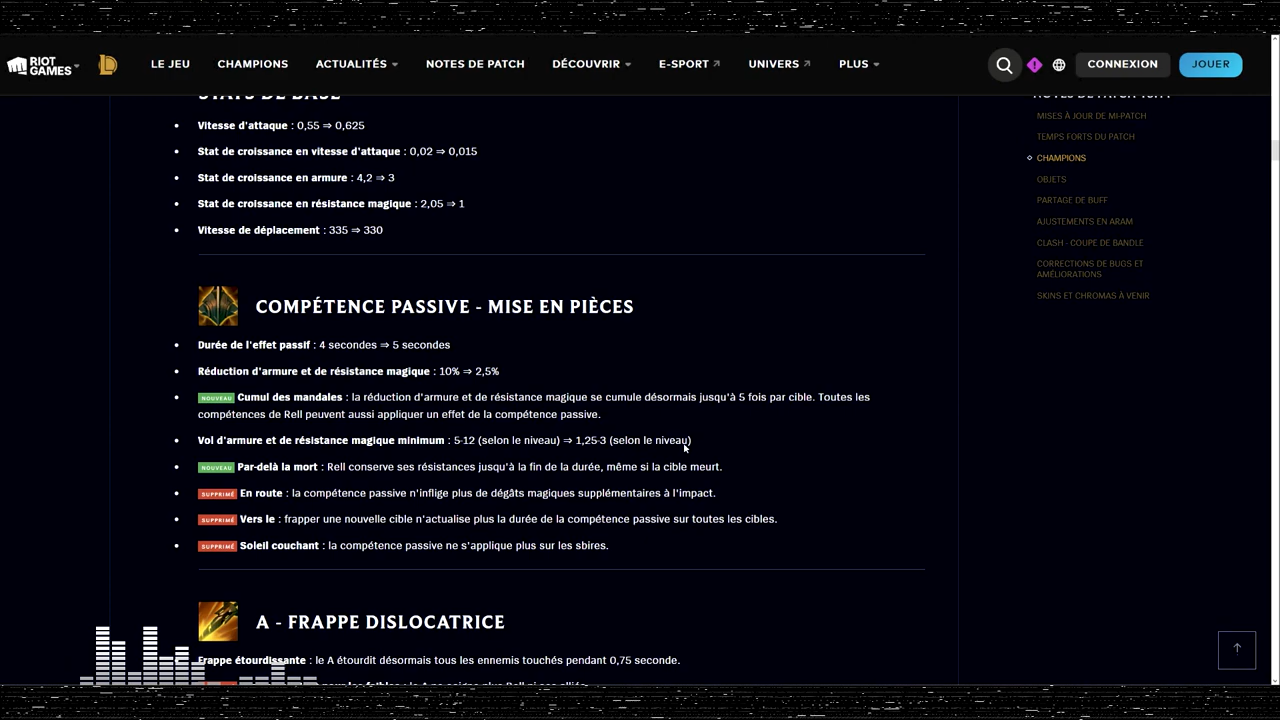 RIOT GAMES
LE JEU
CHAMPIONS
ACTUALITÉS
NOTES DE PATCH
DÉCOUVRIR
E-SPORT
UNIVERS
PLUS
CONNEXION
JOUER
STATS DE BASE
Vitesse d'attaque : 0,55 ⇒ 0,625
Stat de croissance en vitesse d'attaque : 0,02 ⇒ 0,015
Stat de croissance en armure : 4,2 ⇒ 3
Stat de croissance en résistance magique : 2,05 ⇒ 1
Vitesse de déplacement :
COMPÉTENCE PASSIVE - MISE EN PIÈCES
Durée de l'effet passif : 4 secondes ⇒ 5 secondes
Réduction d'armure et de résistance magique : 10% ⇒ 2,5%
NOUVEAU Cumul des mandales : la réduction d'armure et de résistance magique se cumule désormais jusqu'à 5 fois par cible. Toutes les
compétences de Rell peuvent aussi appliquer un effet de la compétence passive.
Vol d'armure et de résistance magique minimum : 5-12 (selon le niveau) ⇒ 1,25-3 (selon le niveau)
NOUVEAU Par-delà la mort : Rell conserve ses résistances jusqu'à la fin de la durée, même si la cible meurt.
SUPPRIMÉ En route : la compétence passive n'inflige plus de dégâts magiques supplémentaires à l'impact.
SUPPRIMÉ Vers le : frapper une nouvelle cible n'actualise plus la durée de la compétence passive sur toutes les cibles.
SUPPRIMÉ Soleil couchant : la compétence passive ne s'applique plus sur les sbires.
A - FRAPPE DISLOCATRICE
Frappe étourdissante : le A étourdit désormais tous les ennemis touchés pendant 0,75 seconde.
NOTES DE PATCH
MISES À JOUR DE MI-PATCH
TEMPS FORTS DU PATCH
CHAMPIONS
OBJETS
PARTAGE DE BUFF
AJUSTEMENTS EN ARAM
CLASH - COUPE DE BANDLE
CORRECTIONS DE BUGS ET
AMÉLIORATIONS
SKINS ET CHROMAS À VENIR